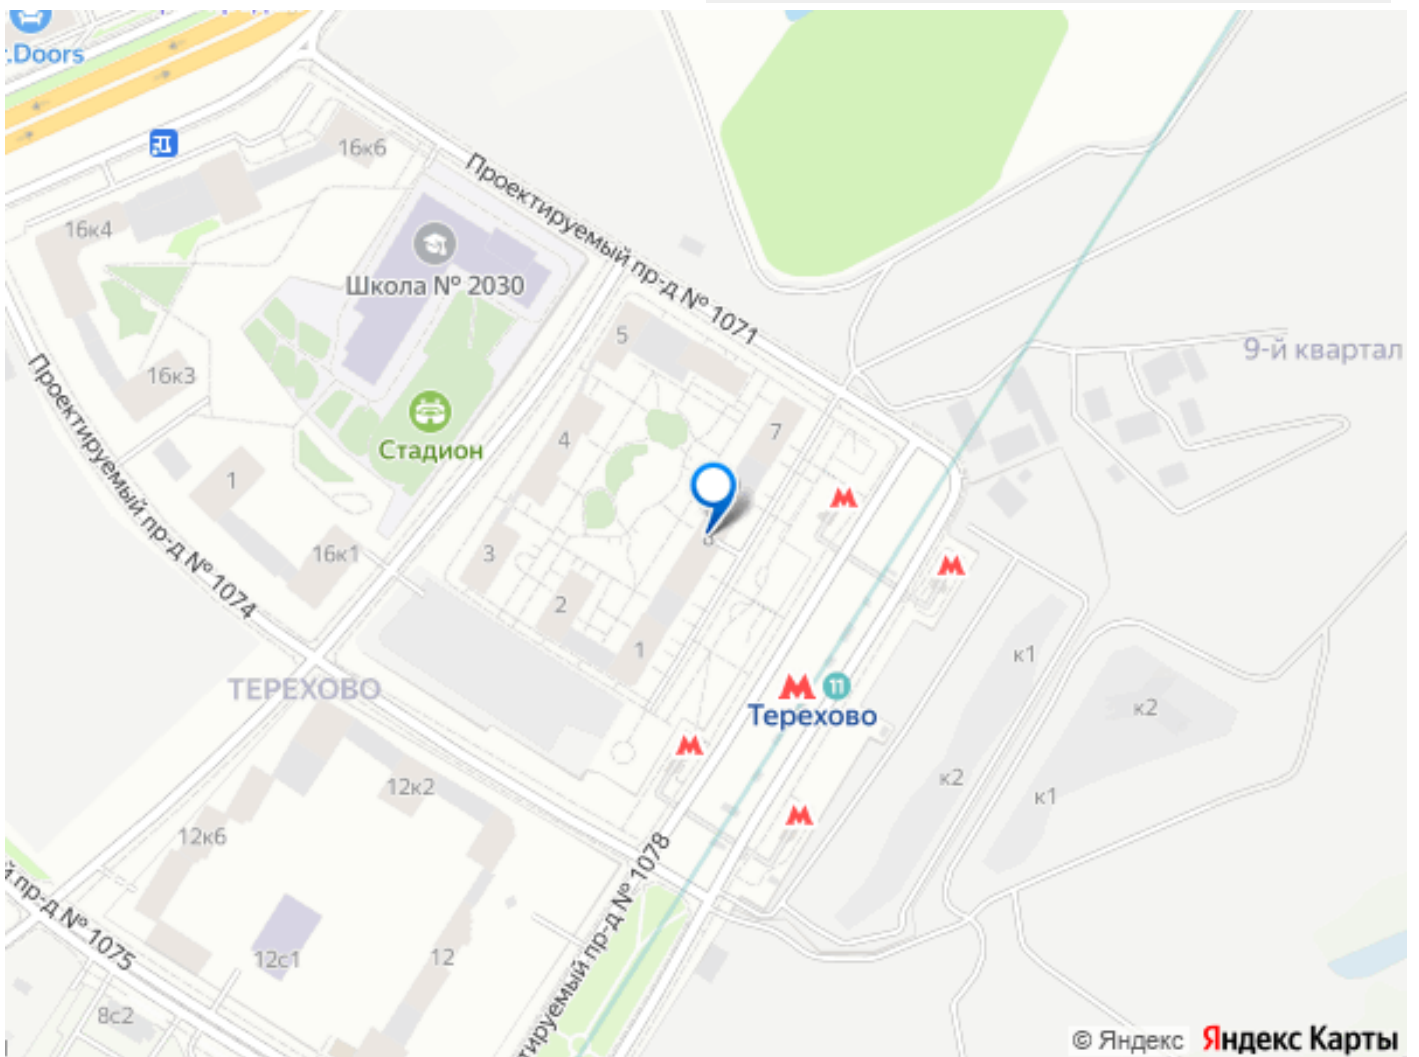 .Doors
16к6
16к4
Школа № 2030
Проектируемый пр-д № 1071
5
9-й квартал
16к3
Стадион
7
4
1
Проектируемый пр-д № 1074
16к1
3
2
1
к1
ТЕРЕХОВО
11
Терехово
к2
к2
к1
12к2
12к6
пр-д № 1078
пр-д № 1075
12с1
12
8с2
© Яндекс Яндекс Карты